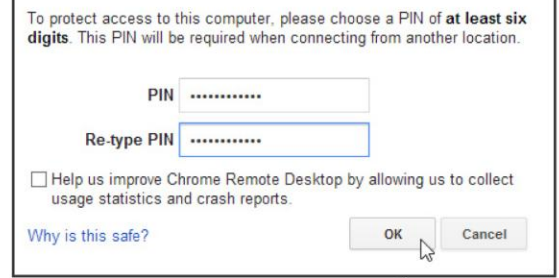 To protect access to this computer, please choose a PIN of at least six
digits. This PIN will be required when connecting from another location.
PIN ••••••••••••
Re-type PIN ••••••••••••
Help us improve Chrome Remote Desktop by allowing us to collect
usage statistics and crash reports.
Why is this safe? OK Cancel